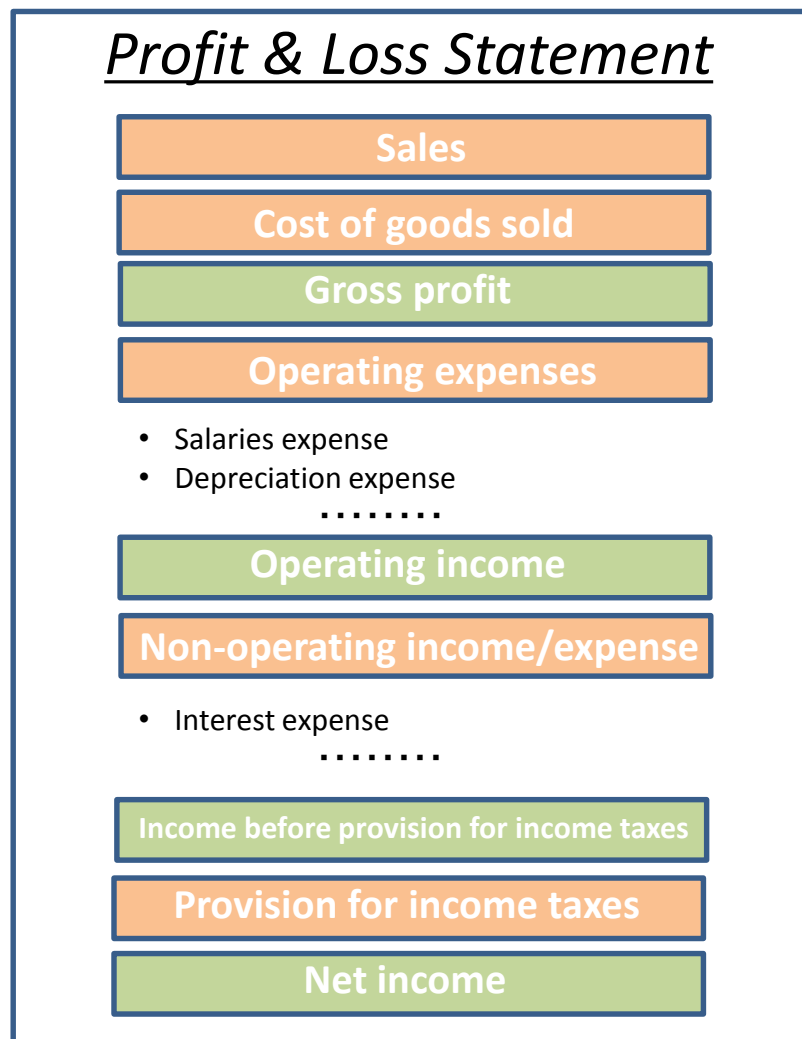 Profit & Loss Statement
Sales
Cost of goods sold
Gross profit
Operating expenses
• Salaries expense
• Depreciation expense
........
Operating income
Non-operating income/expense
• Interest expense
........
Income before provision for income taxes
Provision for income taxes
Net income